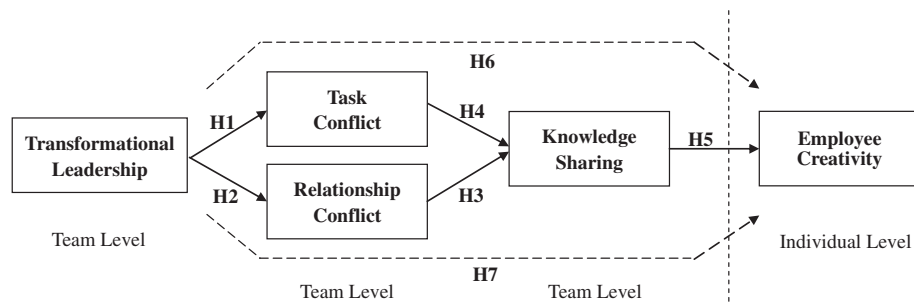 H6
Task
Conflict
H1
H4
Transformational
Leadership
Knowledge
Sharing
H5
Employee
Creativity
H2
Relationship
Conflict
H3
Team Level
Individual Level
H7
Team Level
Team Level